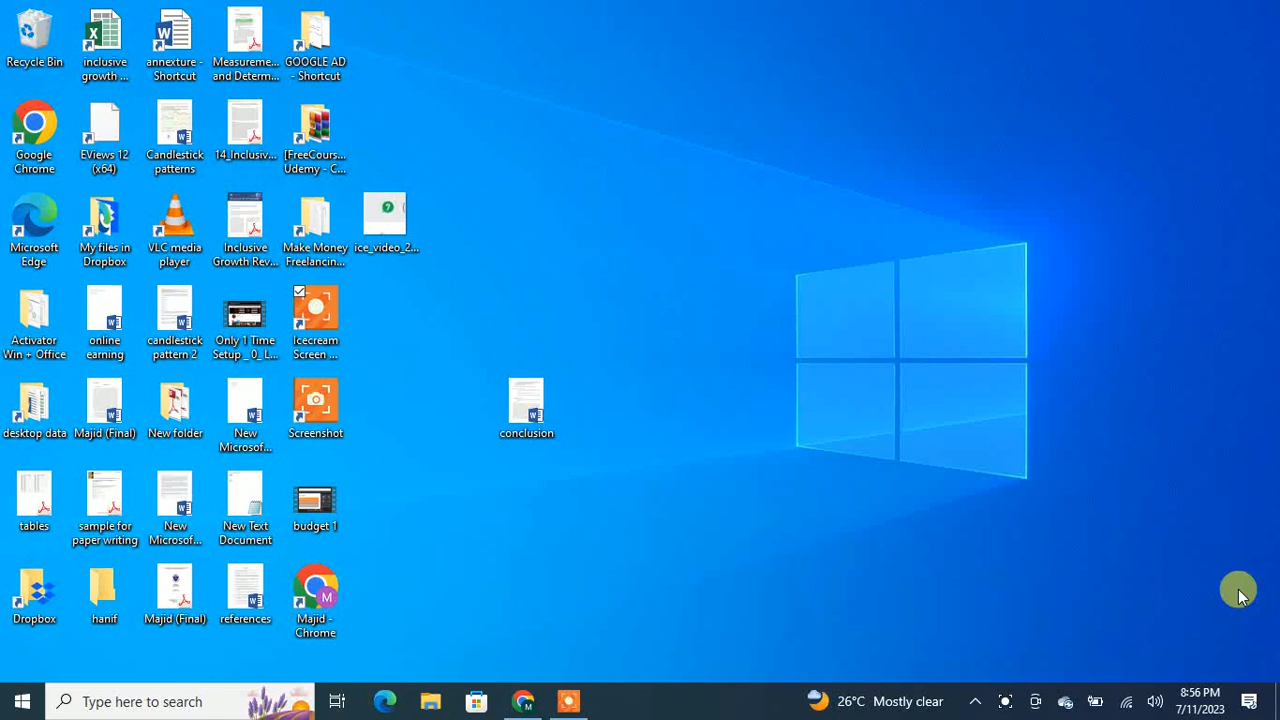 Recycle Bin
inclusive
growth ...
annexture -
Shortcut
Measureme...
and Determ...
GOOGLE AD
- Shortcut
Google
Chrome
EViews 12
(x64)
Candlestick
patterns
14_Inclusiv...
[FreeCours...
Udemy - C...
Microsoft
Edge
My files in
Dropbox
VLC media
player
Inclusive
Growth Rev...
Make Money
Freelancin...
ice_video_2...
Activator
Win + Office
online
earning
candlestick
pattern 2
Only 1 Time
Setup _ 0_ L...
Icecream
Screen ...
desktop data
Majid (Final)
New folder
New
Microsof...
Screenshot
conclusion
tables
sample for
paper writing
New
Microsof...
New Text
Document
budget 1
Dropbox
hanif
Majid (Final)
references
M
Majid -
Chrome
Type here to search
26°C Mostly clear
8:56 PM
7/11/2023